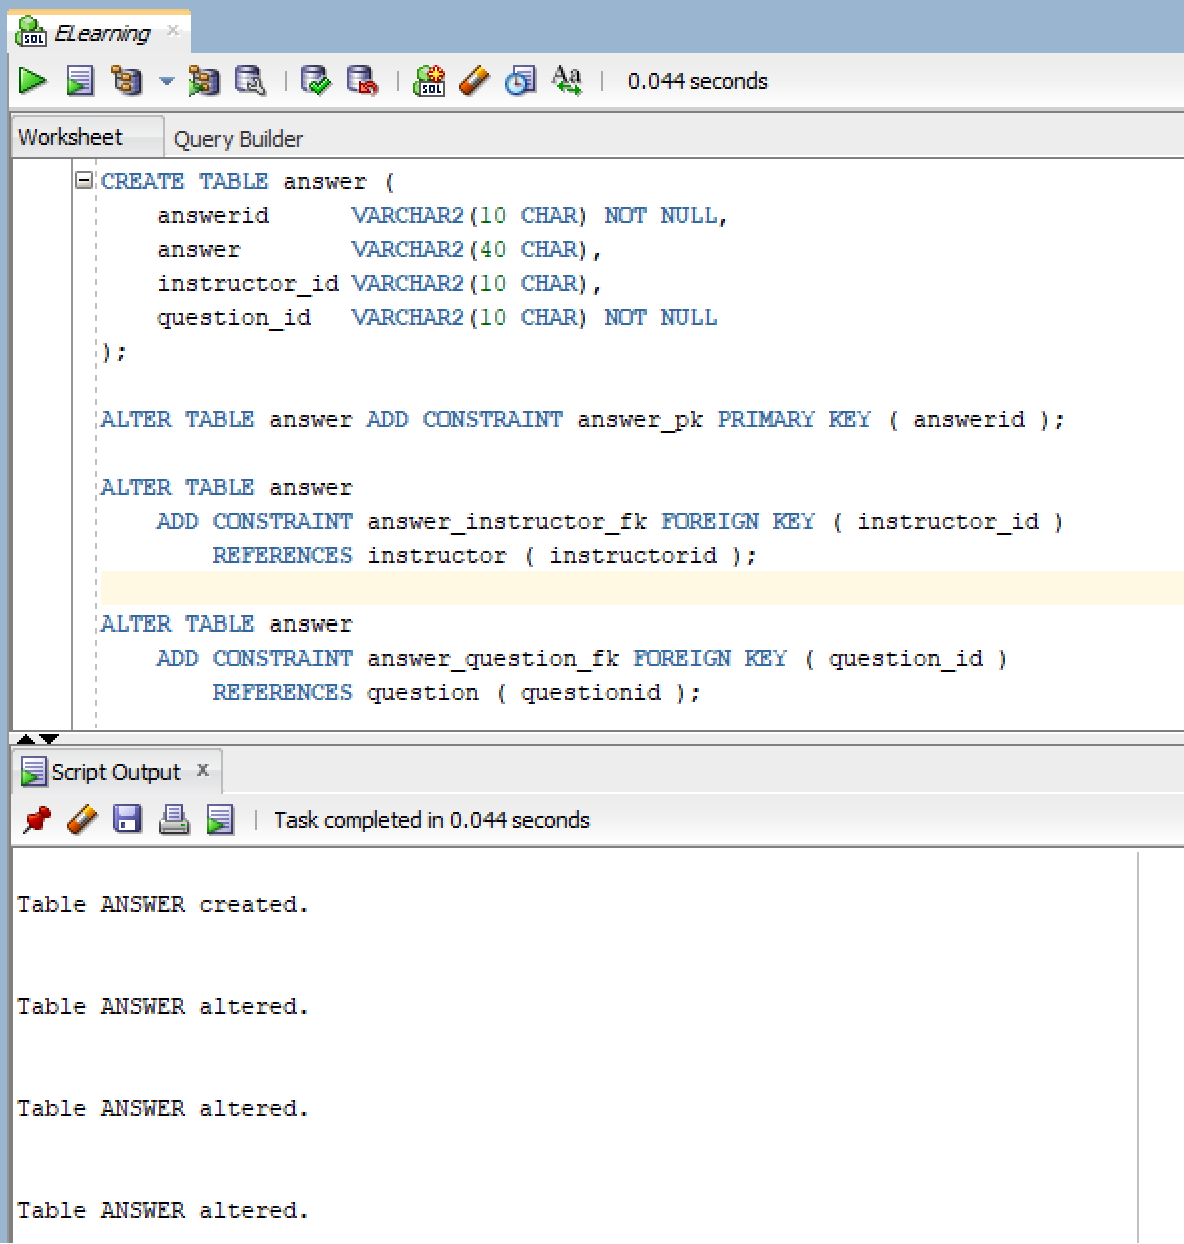 ELearning
0.044 seconds
Worksheet Query Builder
CREATE TABLE answer (
    answerid      VARCHAR2(10 CHAR) NOT NULL,
    answer        VARCHAR2(40 CHAR),
    instructor_id VARCHAR2(10 CHAR),
    question_id   VARCHAR2(10 CHAR) NOT NULL
);
ALTER TABLE answer ADD CONSTRAINT answer_pk PRIMARY KEY ( answerid );
ALTER TABLE answer
    ADD CONSTRAINT answer_instructor_fk FOREIGN KEY ( instructor_id )
        REFERENCES instructor ( instructorid );
ALTER TABLE answer
    ADD CONSTRAINT answer_question_fk FOREIGN KEY ( question_id )
        REFERENCES question ( questionid );
Script Output x
Task completed in 0.044 seconds
Table ANSWER created.
Table ANSWER altered.
Table ANSWER altered.
Table ANSWER altered.